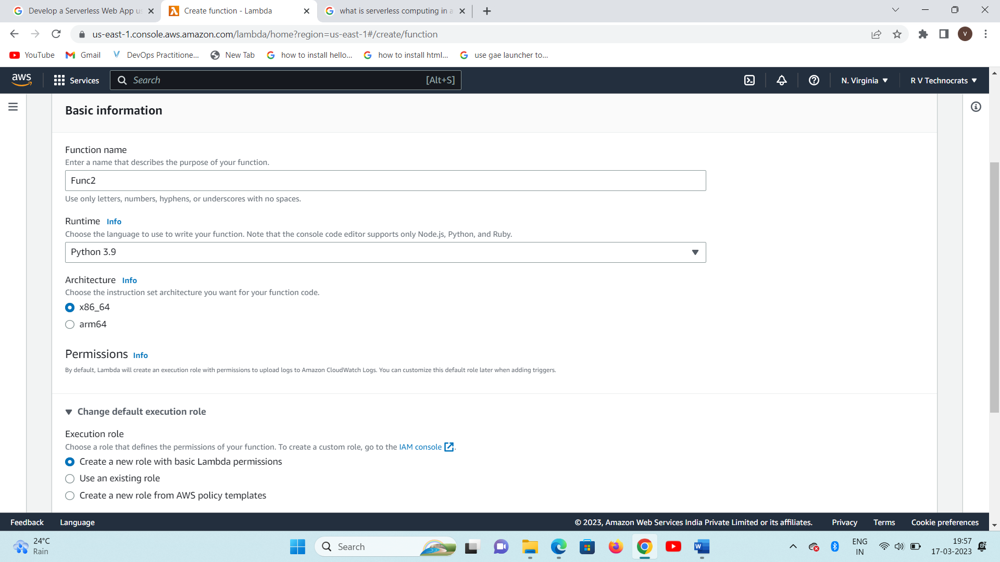 Develop a Serverless Web App us
Create function - Lambda
what is serverless computing in a
us-east-1.console.aws.amazon.com/lambda/home?region=us-east-1#/create/function
V
YouTube
Gmail
DevOps Practitione...
New Tab
how to install hello...
how to install html...
use gae launcher to...
aws
Services
Search
[Alt+S]
N. Virginia
R V Technocrats
Basic information
Function name
Enter a name that describes the purpose of your function.
Func2
Use only letters, numbers, hyphens, or underscores with no spaces.
Runtime Info
Choose the language to use to write your function. Note that the console code editor supports only Node.js, Python, and Ruby.
Python 3.9
Architecture Info
Choose the instruction set architecture you want for your function code.
x86_64
arm64
Permissions Info
By default, Lambda will create an execution role with permissions to upload logs to Amazon CloudWatch Logs. You can customize this default role later when adding triggers.
Change default execution role
Execution role
Choose a role that defines the permissions of your function. To create a custom role, go to the IAM console.
Create a new role with basic Lambda permissions
Use an existing role
Create a new role from AWS policy templates
Feedback
Language
© 2023, Amazon Web Services India Private Limited or its affiliates.
Privacy
Terms
Cookie preferences
24°C
Rain
Search
ENG
IN
19:57
17-03-2023